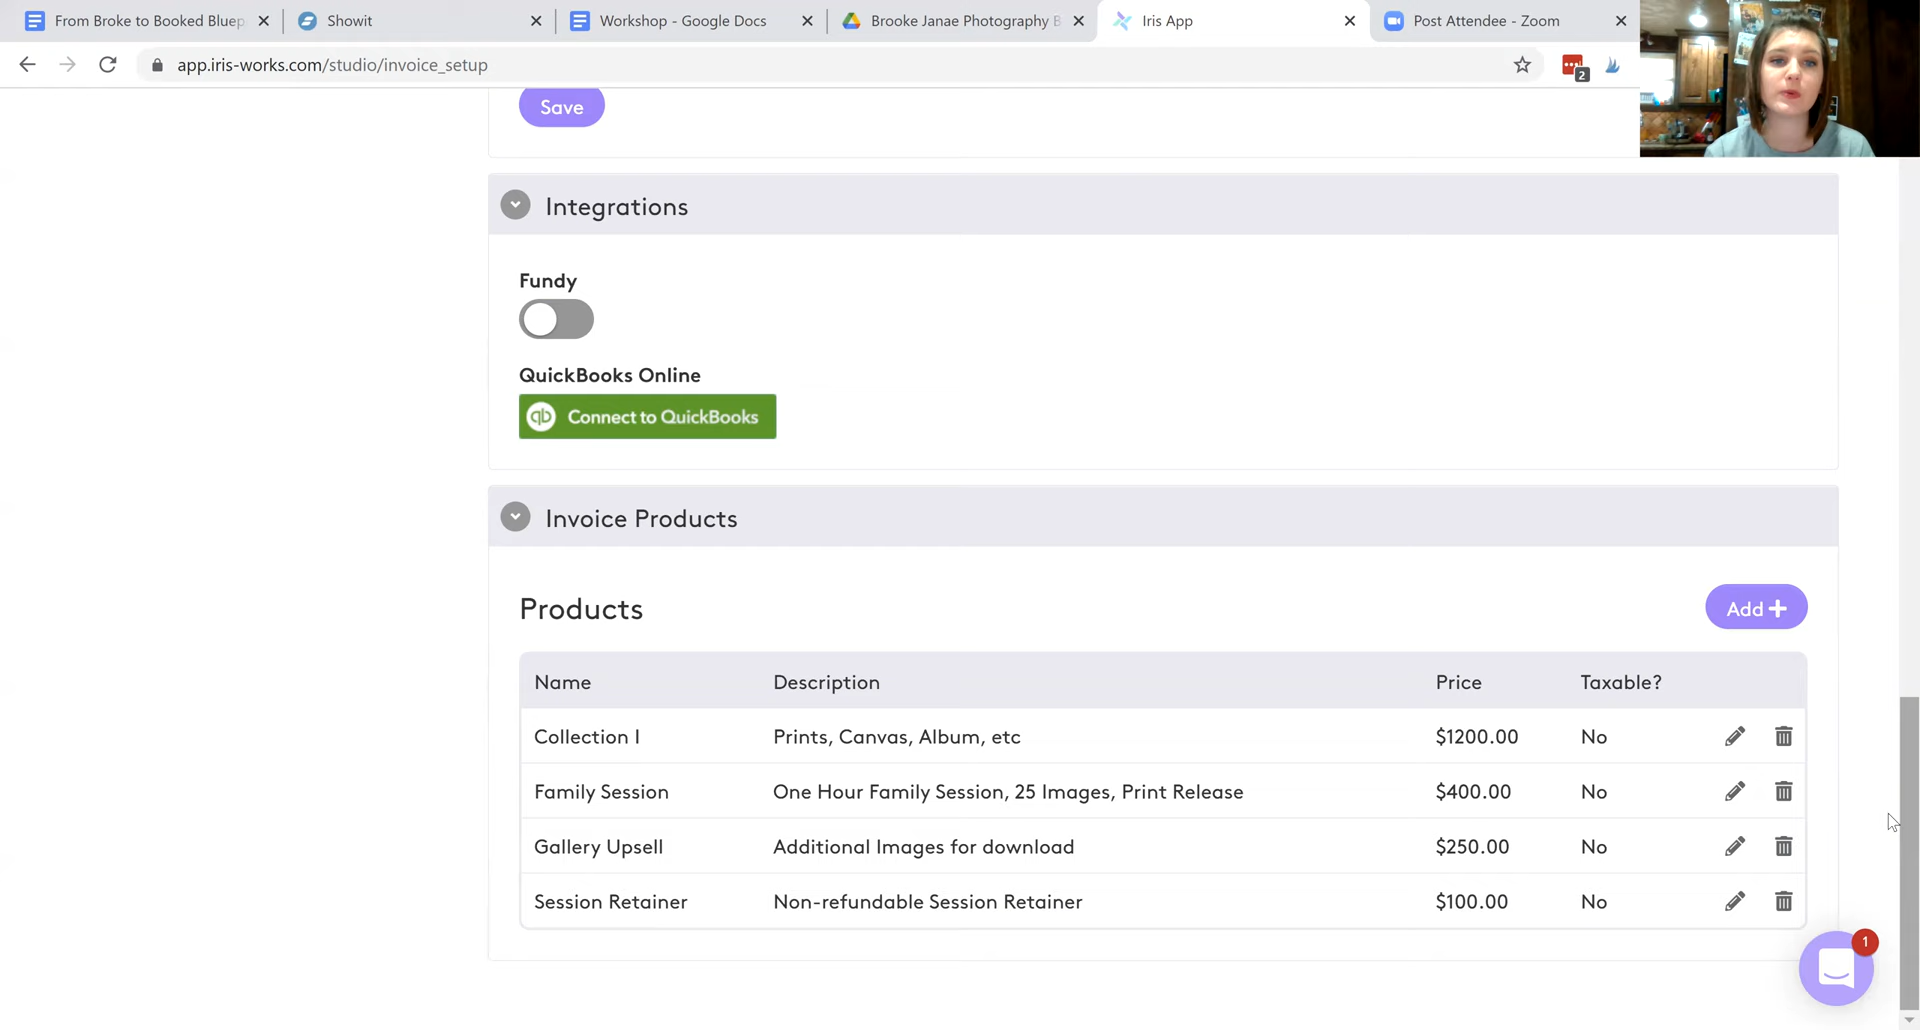 From Broke to Booked Bluep
Showit
Workshop - Google Docs
Brooke Janae Photography B
Iris App
Post Attendee - Zoom
app.iris-works.com/studio/invoice_setup
2
Save
Integrations
Fundy
QuickBooks Online
qb Connect to QuickBooks
Invoice Products
Products
Add +
Name Description Price Taxable?
Collection I Prints, Canvas, Album, etc $1200.00 No
Family Session One Hour Family Session, 25 Images, Print Release $400.00 No
Gallery Upsell Additional Images for download $250.00 No
Session Retainer Non-refundable Session Retainer $100.00 No
1